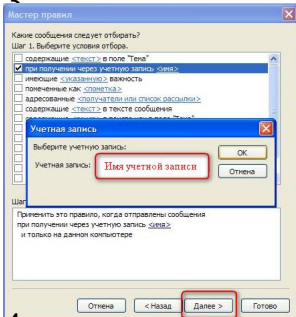 Мастер правил
Какие сообщения следует отбирать?
Шаг 1. Выберите условия отбора.
содержащие <текст> в поле "Тема"
при получении через учетную запись <имя>
имеющие <указанную> важность
помеченные как <пометка>
адресованные <получатели или список рассылки>
содержащие <текст> в тексте сообщения
Учетная запись
Выберите учетную запись:
Учетная запись:
Имя учетной записи
OK
Отмена
Шаг
Применить это правило, когда отправлены сообщения
при получении через учетную запись <имя>
и только на данном компьютере
Отмена
< Назад
Далее >
Готово